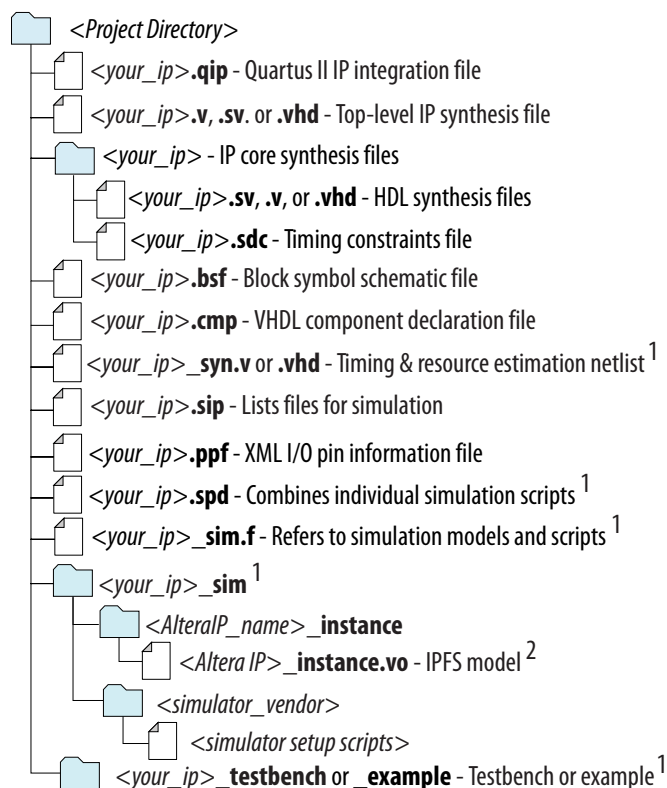 <Project Directory>
<your_ip>.qip - Quartus II IP integration file
<your_ip>.v, .sv. or .vhd - Top-level IP synthesis file
<your_ip> - IP core synthesis files
<your_ip>.sv, .v, or .vhd - HDL synthesis files
<your_ip>.sdc - Timing constraints file
<your_ip>.bsf - Block symbol schematic file
<your_ip>.cmp - VHDL component declaration file
<your_ip>_syn.v or .vhd - Timing & resource estimation netlist 1
<your_ip>.sip - Lists files for simulation
<your_ip>.ppf - XML I/O pin information file
<your_ip>.spd - Combines individual simulation scripts 1
<your_ip>_sim.f - Refers to simulation models and scripts 1
<your_ip>_sim 1
<AlteraIP_name>_instance
<Altera IP>_instance.vo - IPFS model 2
<simulator_vendor>
<simulator setup scripts>
<your_ip>_testbench or _example - Testbench or example 1